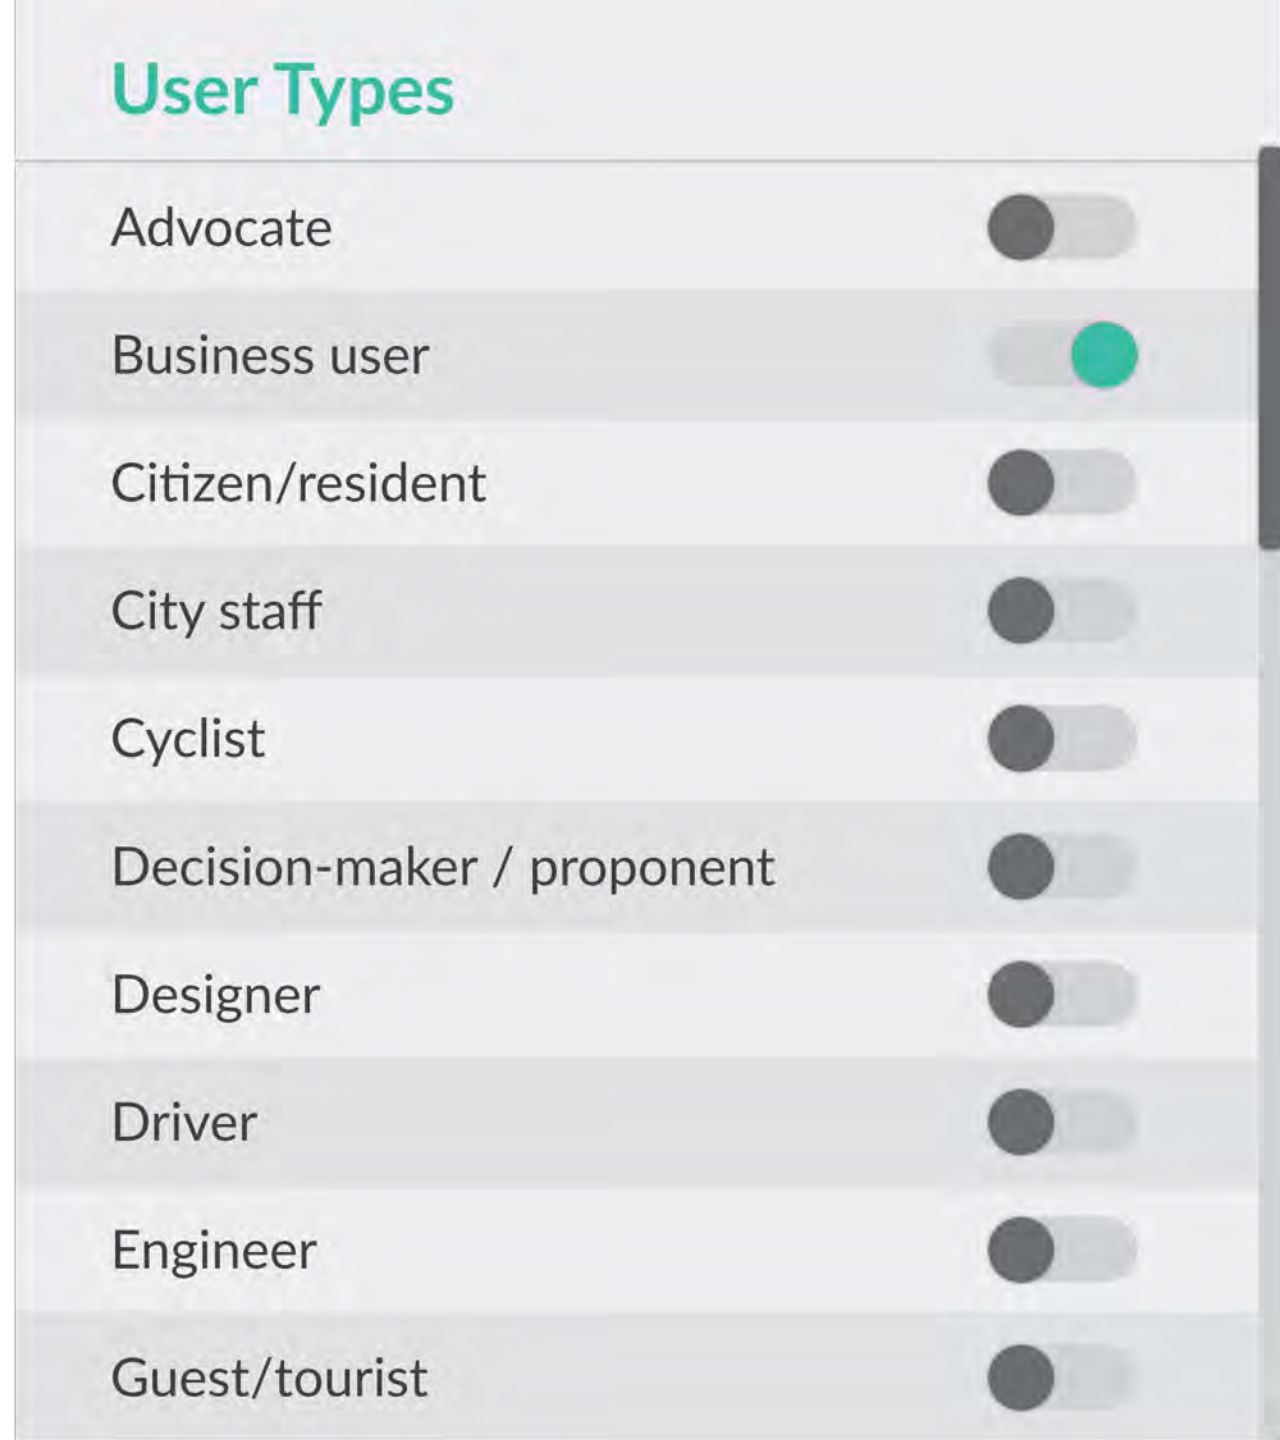 User Types
Advocate
Business user
Citizen/resident
City staff
Cyclist
Decision-maker / proponent
Designer
Driver
Engineer
Guest/tourist